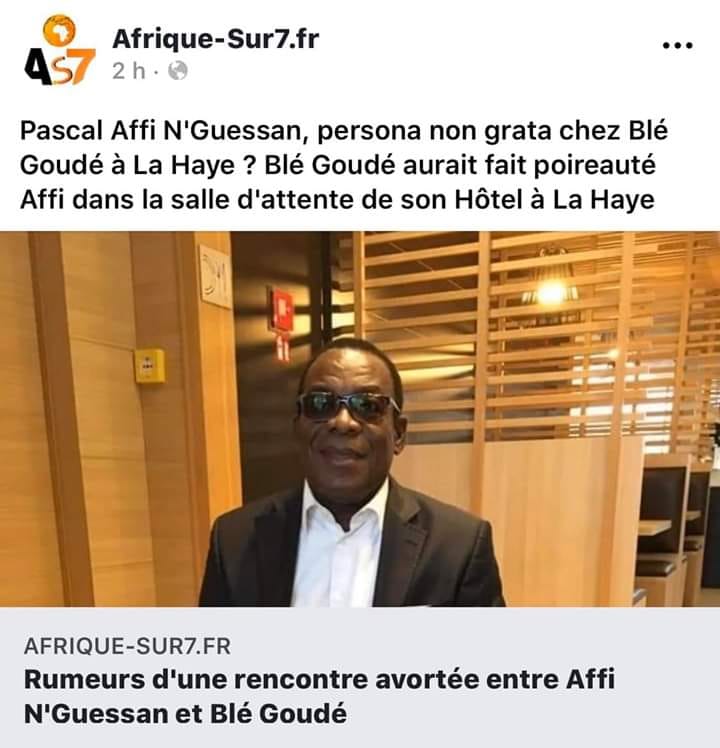 AS7
Afrique-Sur7.fr
2 h ·
Pascal Affi N'Guessan, persona non grata chez Blé
Goudé à La Haye ? Blé Goudé aurait fait poireauté
Affi dans la salle d'attente de son Hôtel à La Haye
AFRIQUE-SUR7.FR
Rumeurs d'une rencontre avortée entre Affi
N'Guessan et Blé Goudé